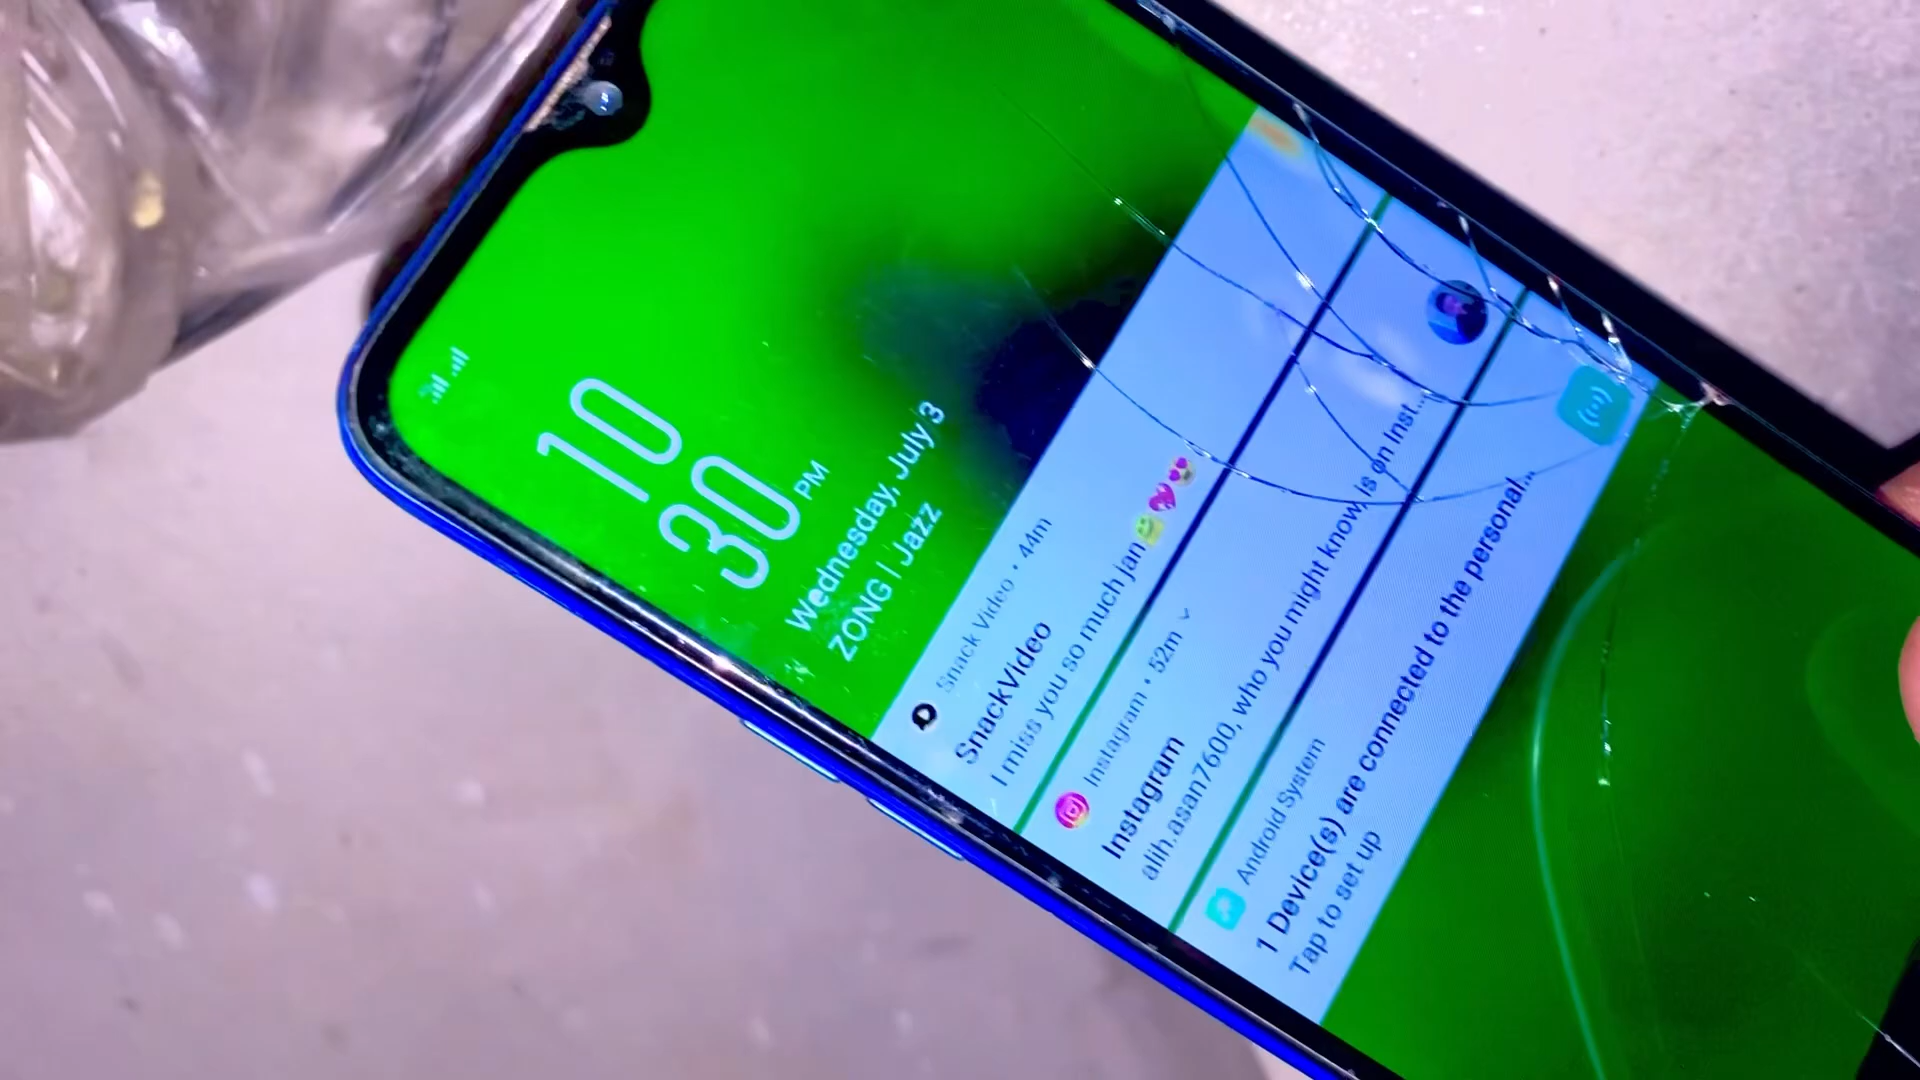 10
30 PM
Wednesday, July 3
ZONG | Jazz
Snack Video • 44m
SnackVideo
I miss you so much jan
Instagram • 52m
Instagram
alih.asan7600, who you might know, is on Inst...
Android System
1 Device(s) are connected to the personal...
Tap to set up